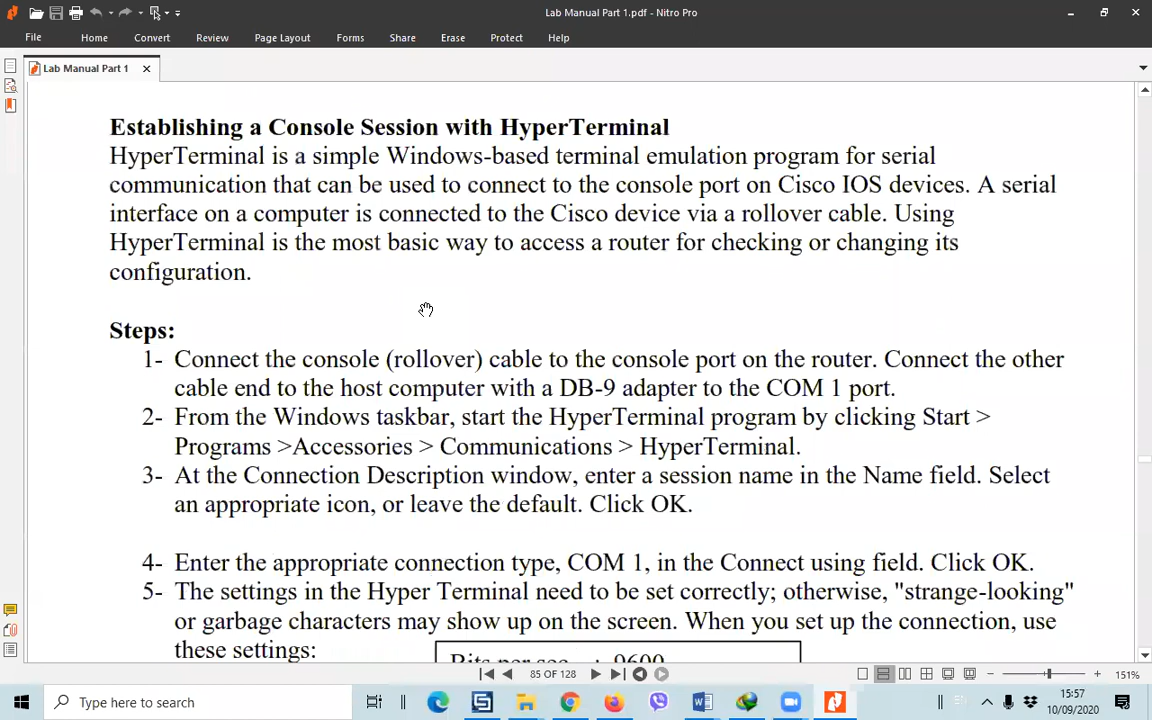 Lab Manual Part 1.pdf - Nitro Pro
File Home Convert Review Page Layout Forms Share Erase Protect Help
Lab Manual Part 1
Establishing a Console Session with HyperTerminal
HyperTerminal is a simple Windows-based terminal emulation program for serial
communication that can be used to connect to the console port on Cisco IOS devices. A serial
interface on a computer is connected to the Cisco device via a rollover cable. Using
HyperTerminal is the most basic way to access a router for checking or changing its
configuration.
Steps:
1- Connect the console (rollover) cable to the console port on the router. Connect the other
cable end to the host computer with a DB-9 adapter to the COM 1 port.
2- From the Windows taskbar, start the HyperTerminal program by clicking Start >
Programs >Accessories > Communications > HyperTerminal.
3- At the Connection Description window, enter a session name in the Name field. Select
an appropriate icon, or leave the default. Click OK.
4- Enter the appropriate connection type, COM 1, in the Connect using field. Click OK.
5- The settings in the Hyper Terminal need to be set correctly; otherwise, "strange-looking"
or garbage characters may show up on the screen. When you set up the connection, use
these settings:
Bits per sec : 9600
85 OF 128
151%
Type here to search
EN
15:57
10/09/2020